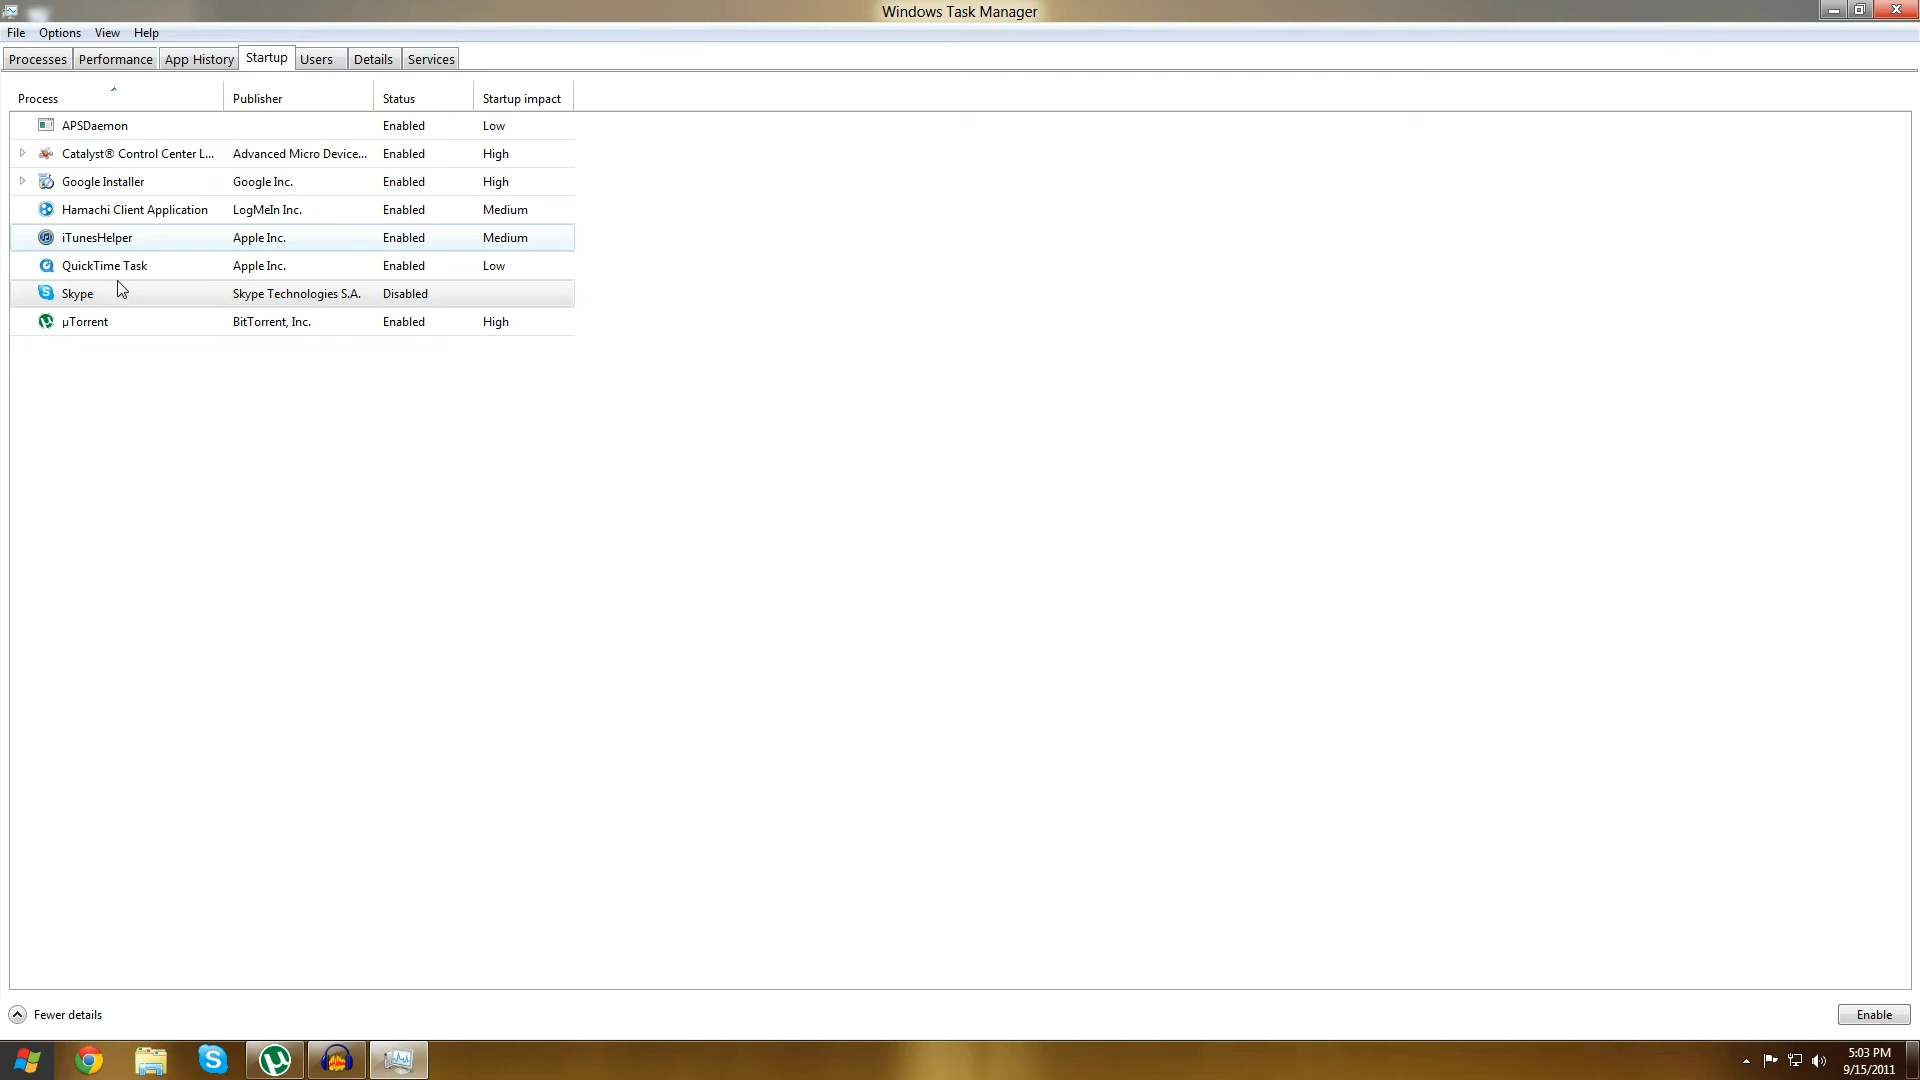 Windows Task Manager
File Options View Help
Processes Performance App History Startup Users Details Services
Process Publisher Status Startup impact
APSDaemon Enabled Low
Catalyst® Control Center L... Advanced Micro Device... Enabled High
Google Installer Google Inc. Enabled High
Hamachi Client Application LogMeIn Inc. Enabled Medium
iTunesHelper Apple Inc. Enabled Medium
QuickTime Task Apple Inc. Enabled Low
Skype Skype Technologies S.A. Disabled
µTorrent BitTorrent, Inc. Enabled High
Fewer details Enable
5:03 PM
9/15/2011